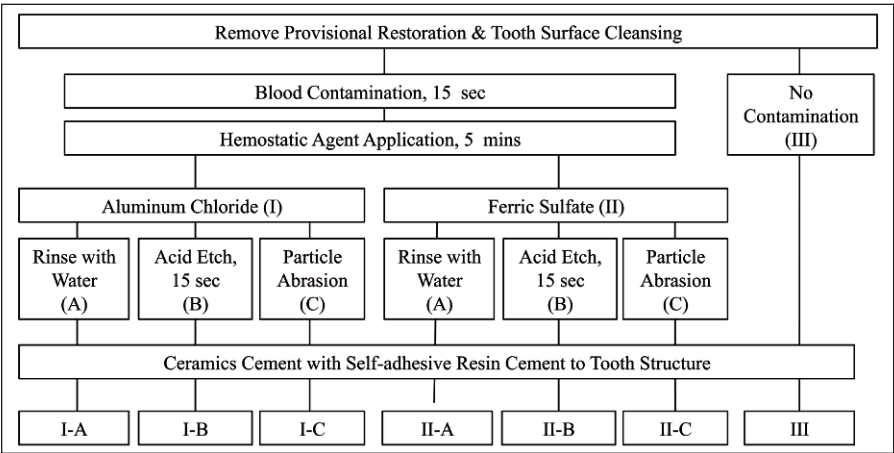 Remove Provisional Restoration & Tooth Surface Cleansing
Blood Contamination, 15 sec
No
Contamination
(III)
Hemostatic Agent Application, 5 mins
Aluminum Chloride (I)
Ferric Sulfate (II)
Rinse with
Water
(A)
Acid Etch,
15 sec
(B)
Particle
Abrasion
(C)
Rinse with
Water
(A)
Acid Etch,
15 sec
(B)
Particle
Abrasion
(C)
Ceramics Cement with Self-adhesive Resin Cement to Tooth Structure
I-A
I-B
I-C
II-A
II-B
II-C
III